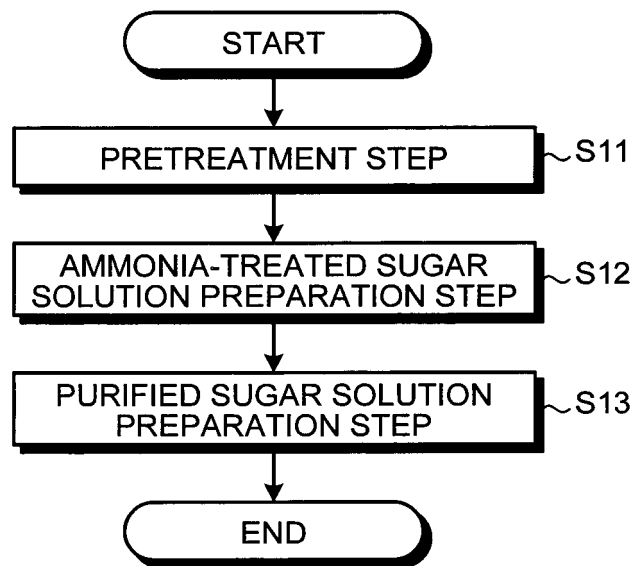 START
PRETREATMENT STEP
S11
AMMONIA-TREATED SUGAR
SOLUTION PREPARATION STEP
S12
PURIFIED SUGAR SOLUTION
PREPARATION STEP
S13
END